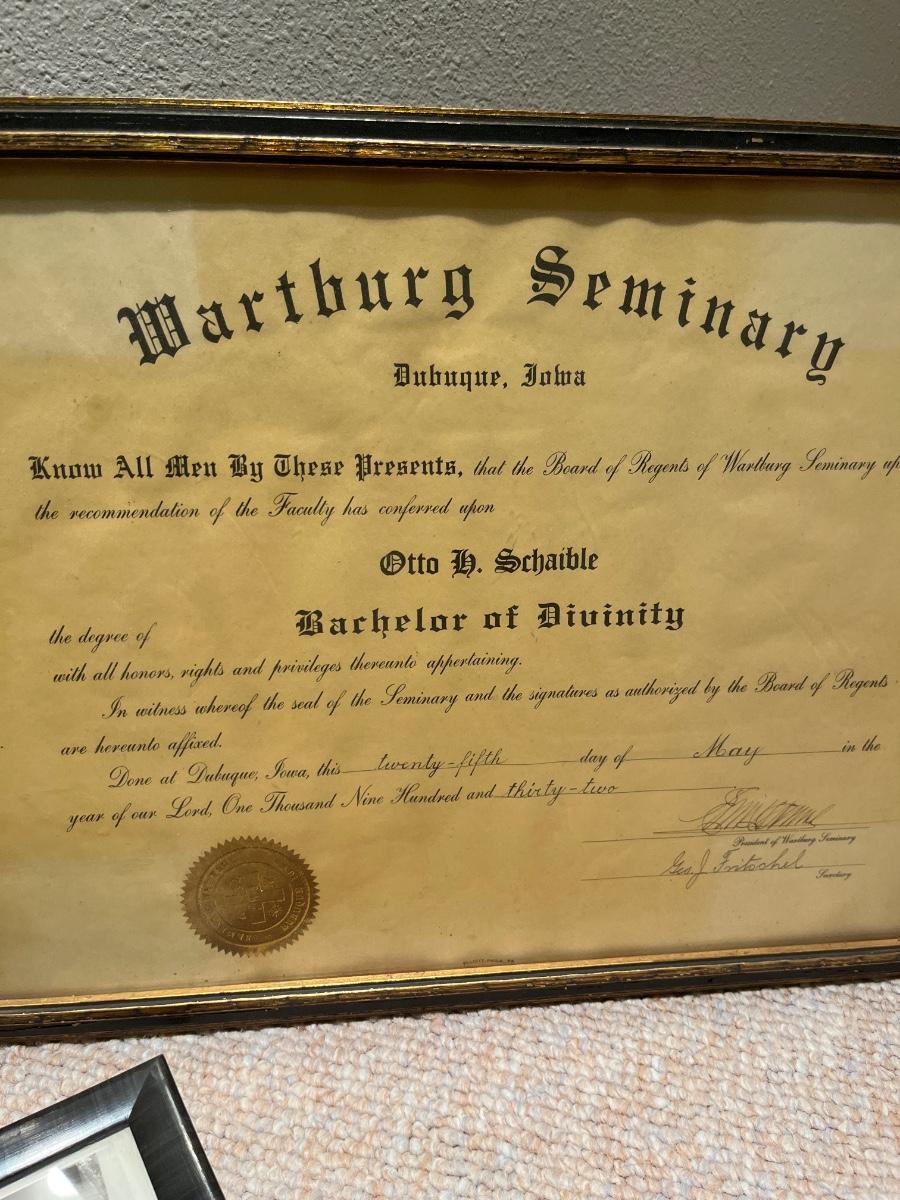 Wartburg Seminary
Dubuque, Iowa
Know All Men By These Presents, that the Board of Regents of Wartburg Seminary up
the recommendation of the Faculty has conferred upon
Otto H. Schaible
the degree of Bachelor of Divinity
with all honors, rights and privileges thereunto appertaining.
In witness whereof the seal of the Seminary and the signatures as authorized by the Board of Regents
are hereunto affixed.
Done at Dubuque, Iowa, this twenty-fifth day of May in the
year of our Lord, One Thousand Nine Hundred and thirty-two
President of Wartburg Seminary
Geo. J. Fritschel
Secretary